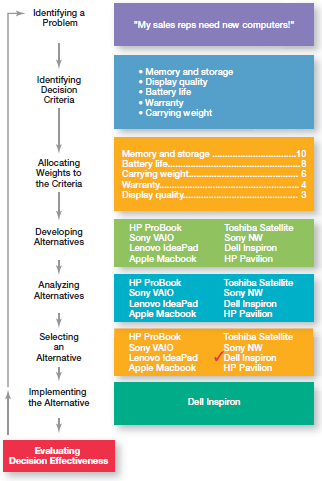 Identifying a
Problem
"My sales reps need new computers!"
Identifying
Decision
Criteria
• Memory and storage
• Display quality
• Battery life
• Warranty
• Carrying weight
Allocating
Weights to
the Criteria
Memory and storage ................................10
Battery life................................................ 8
Carrying weight........................................ 6
Warranty.................................................. 4
Display quality.......................................... 3
Developing
Alternatives
HP ProBook Toshiba Satellite
Sony VAIO Sony NW
Lenovo IdeaPad Dell Inspiron
Apple Macbook HP Pavilion
Analyzing
Alternatives
HP ProBook Toshiba Satellite
Sony VAIO Sony NW
Lenovo IdeaPad Dell Inspiron
Apple Macbook HP Pavilion
Selecting
an
Alternative
HP ProBook Toshiba Satellite
Sony VAIO Sony NW
Lenovo IdeaPad ✓Dell Inspiron
Apple Macbook HP Pavilion
Implementing
the Alternative
Dell Inspiron
Evaluating
Decision Effectiveness